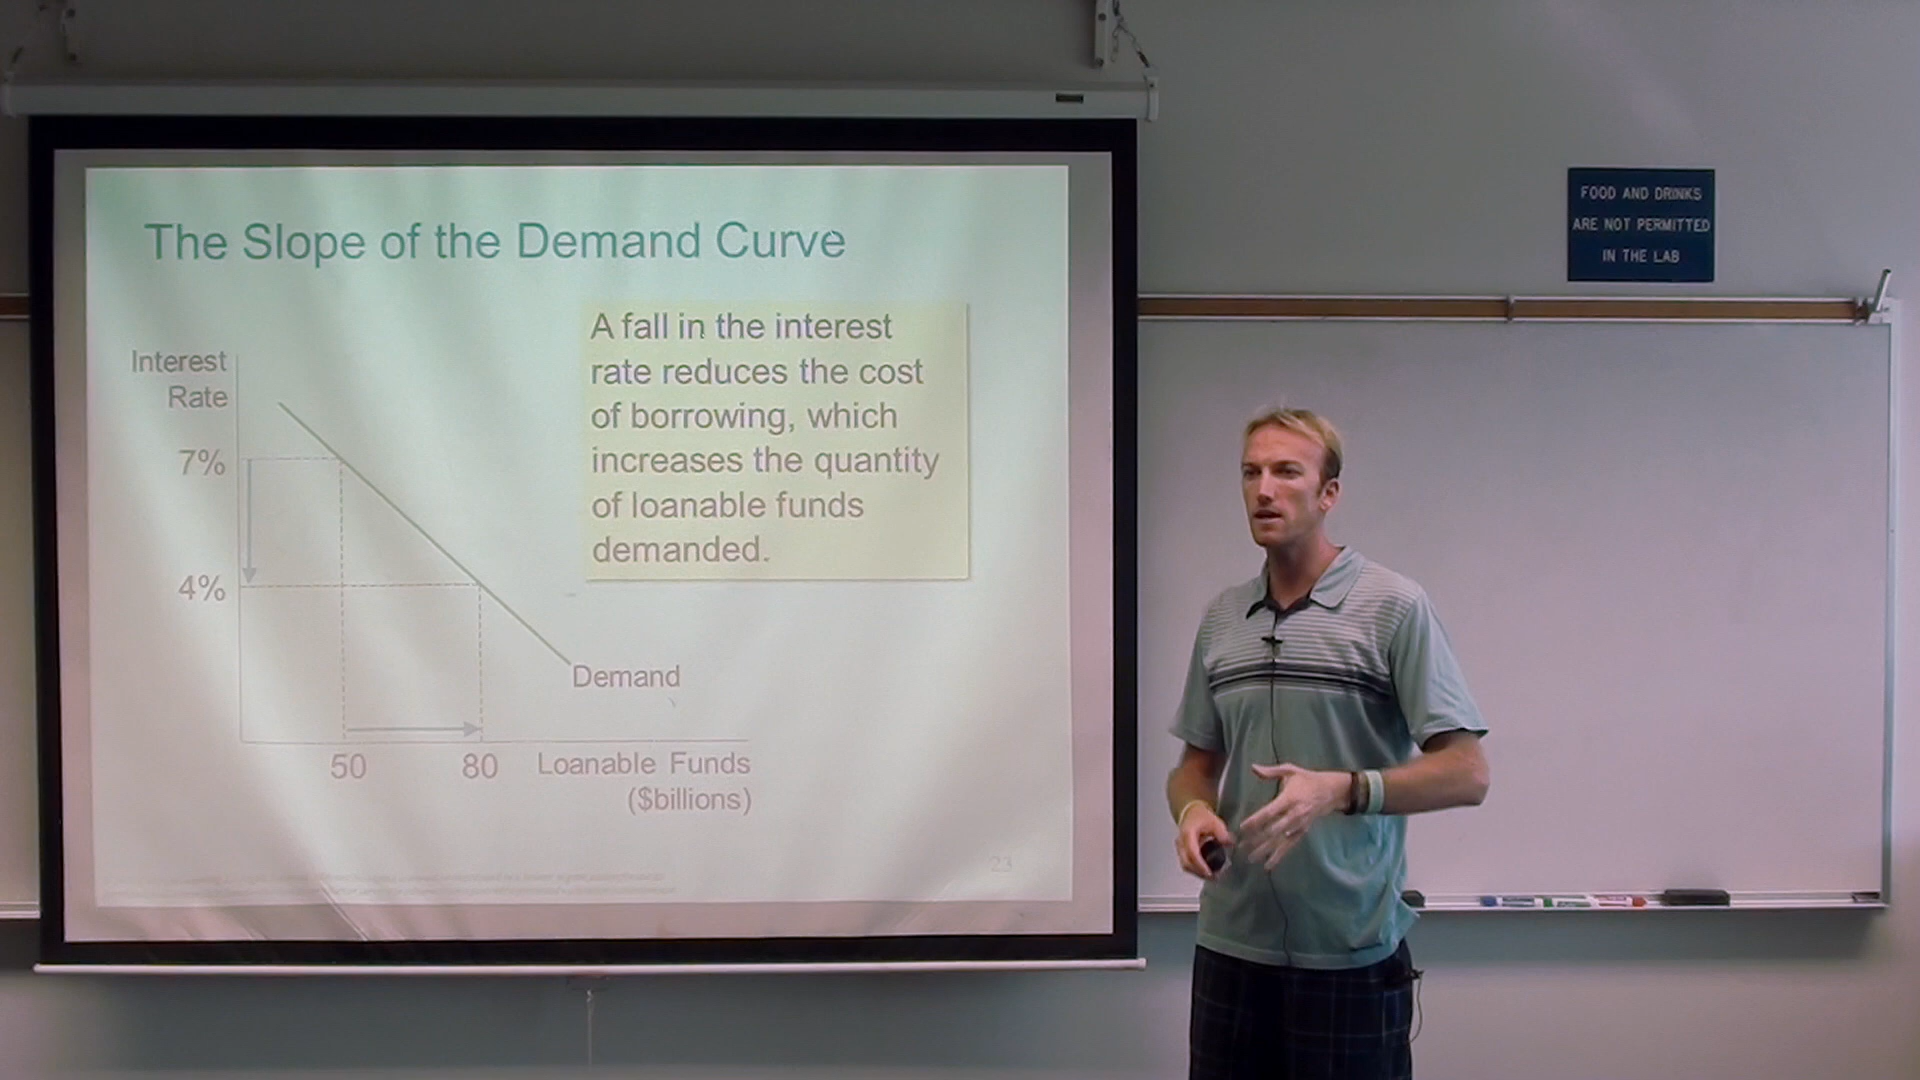 The Slope of the Demand Curve
A fall in the interest
rate reduces the cost
of borrowing, which
increases the quantity
of loanable funds
demanded.
Interest
Rate
7%
4%
Demand
50
80
Loanable Funds
($billions)
23
FOOD AND DRINKS
ARE NOT PERMITTED
IN THE LAB